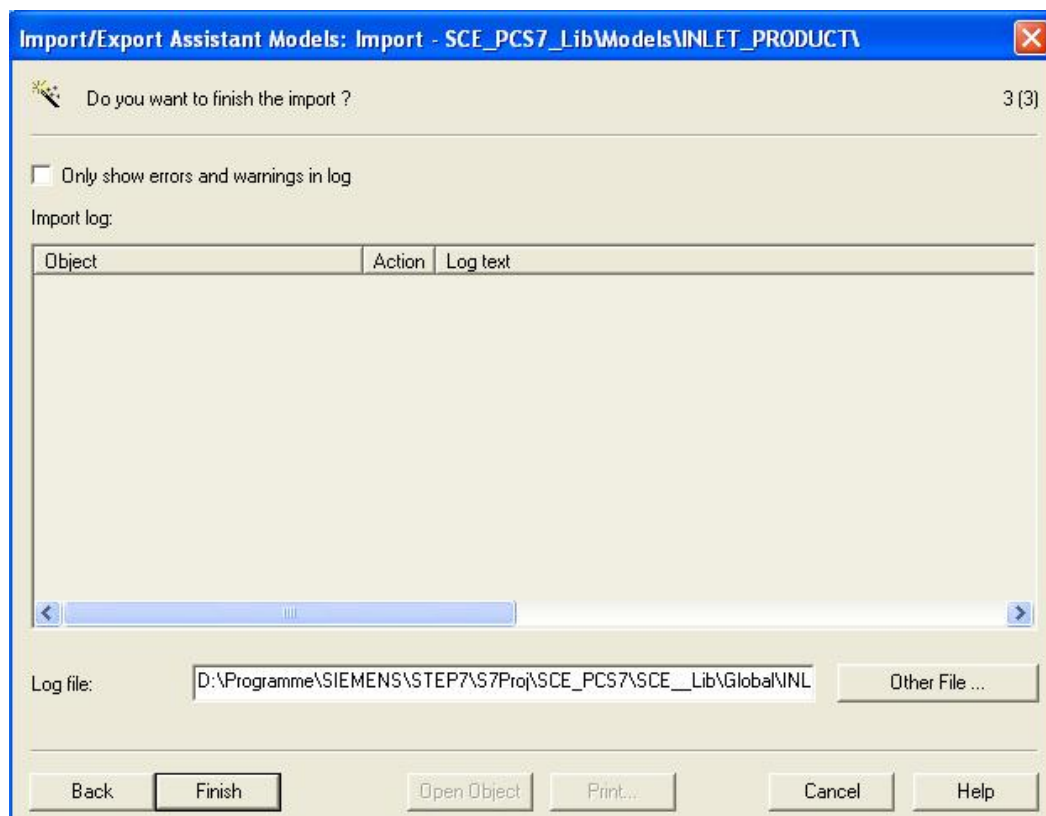 Import/Export Assistant Models: Import - SCE_PCS7_Lib\Models\INLET_PRODUCT\
Do you want to finish the import ? 3 (3)
Only show errors and warnings in log
Import log:
Object Action Log text
Log file: D:\Programme\SIEMENS\STEP7\S7Proj\SCE_PCS7\SCE__Lib\Global\INL Other File ...
Back Finish Open Object Print... Cancel Help